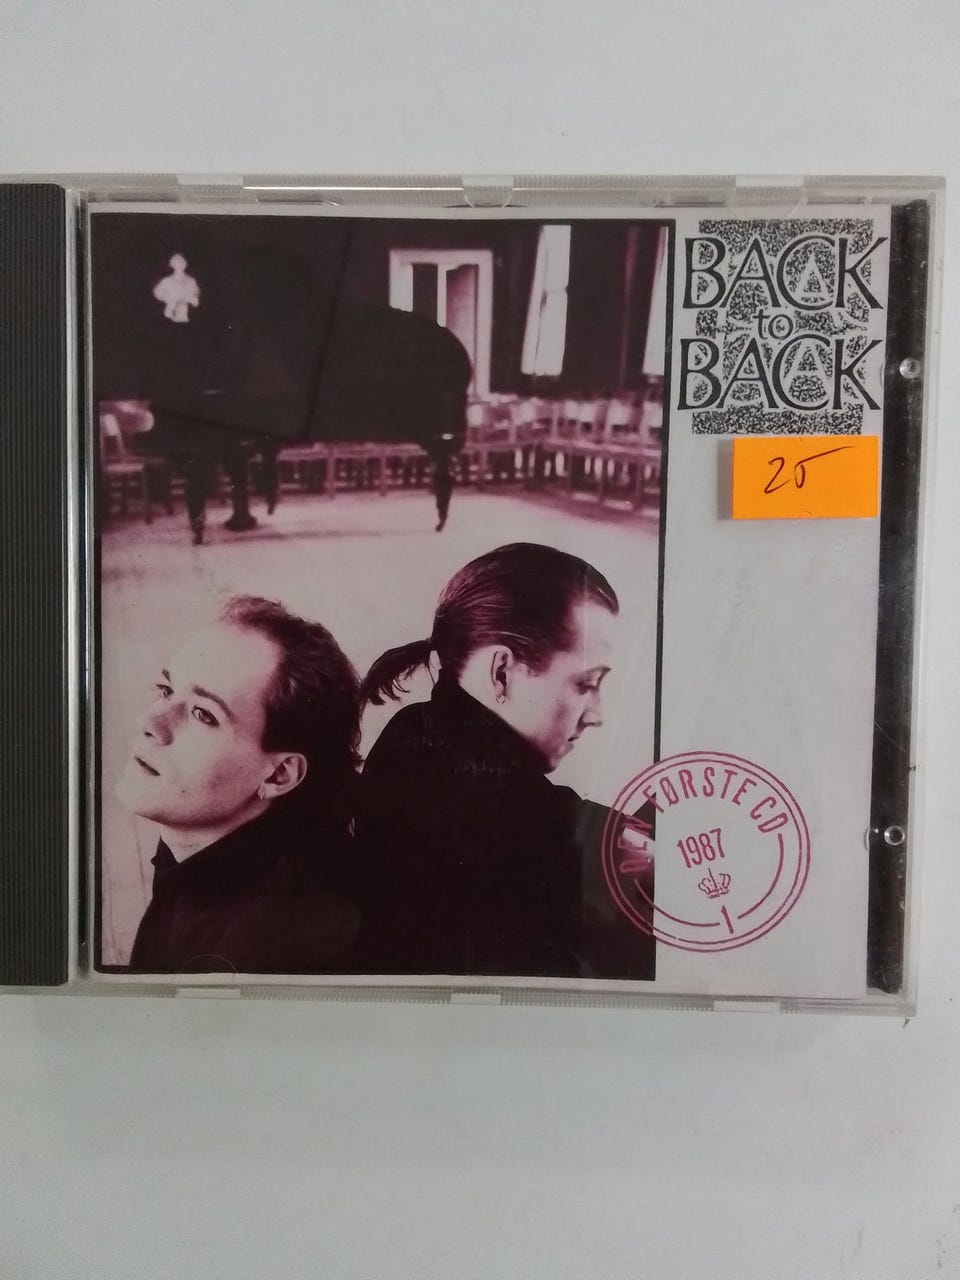 BACK
to
BACK
25
DEN FØRSTE CD
1987
1